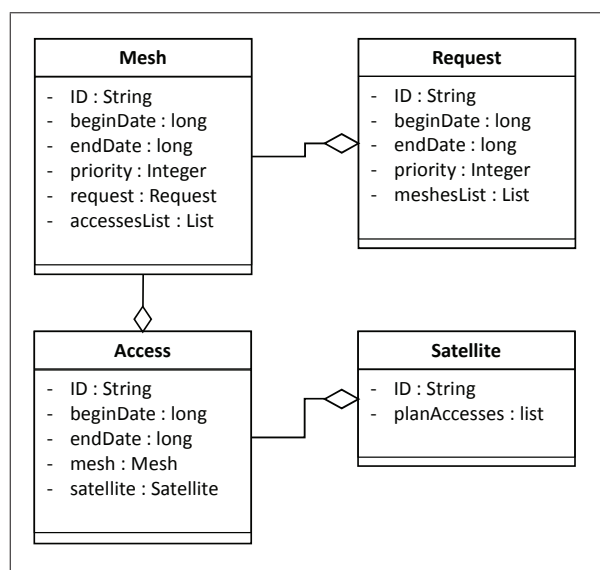 Mesh
- ID : String
- beginDate : long
- endDate : long
- priority : Integer
- request : Request
- accessesList : List
Request
- ID : String
- beginDate : long
- endDate : long
- priority : Integer
- meshesList : List
Access
- ID : String
- beginDate : long
- endDate : long
- mesh : Mesh
- satellite : Satellite
Satellite
- ID : String
- planAccesses : list